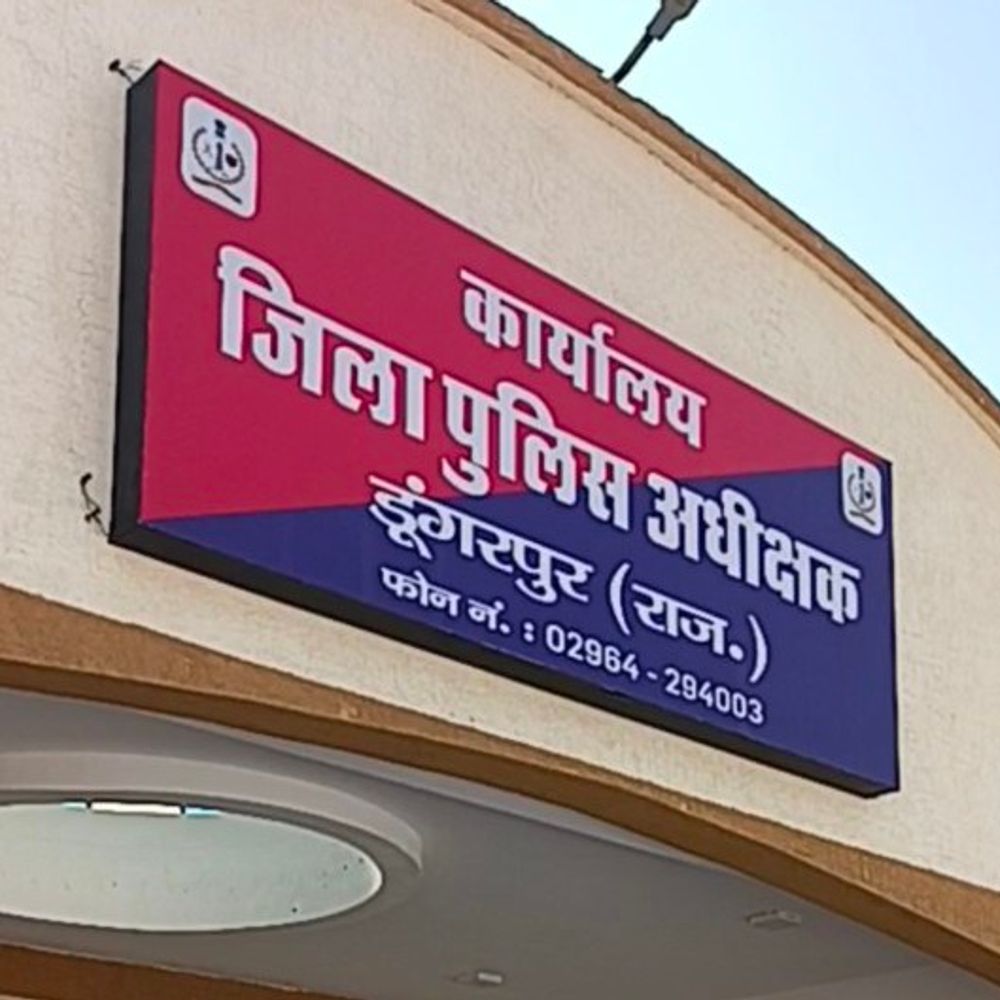 कार्यालय
जिला पुलिस अधीक्षक
डूंगरपुर (राज.)
फोन नं. : 02964 - 294003